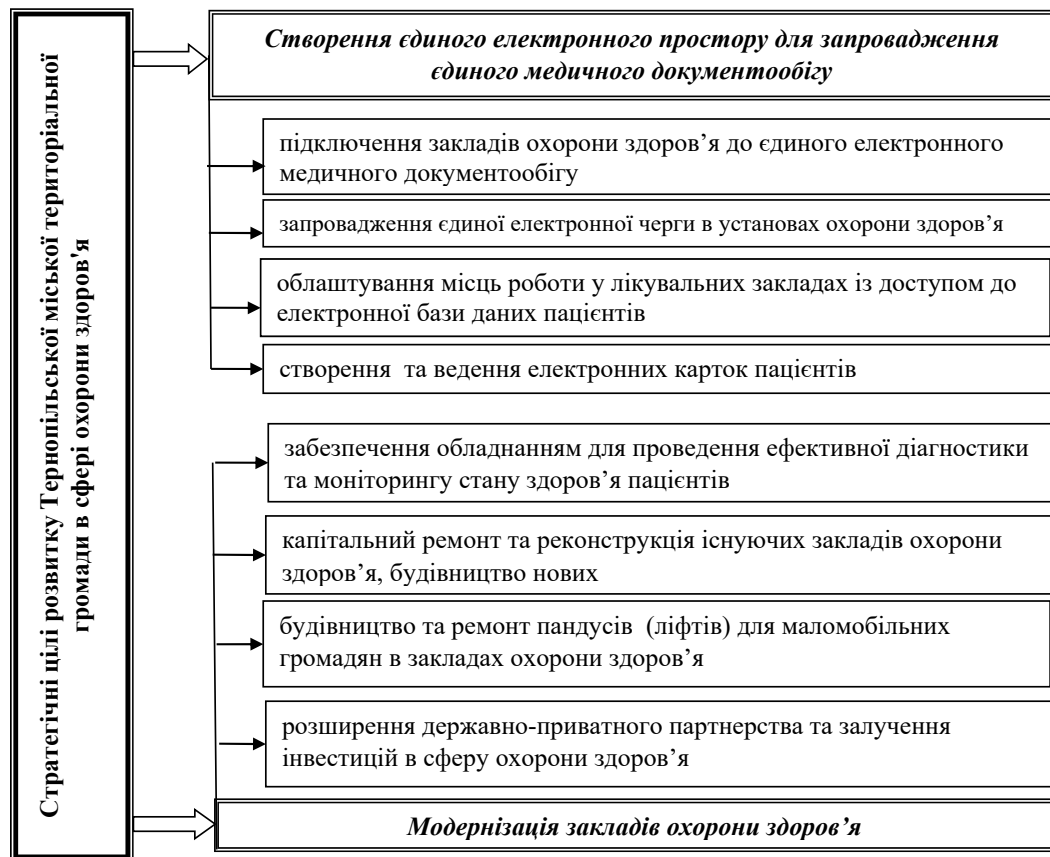 Стратегічні цілі розвитку Тернопільської міської територіальної
громади в сфері охорони здоров'я
Створення єдиного електронного простору для запровадження
єдиного медичного документообігу
підключення закладів охорони здоров’я до єдиного електронного
медичного документообігу
запровадження єдиної електронної черги в установах охорони здоров’я
облаштування місць роботи у лікувальних закладах із доступом до
електронної бази даних пацієнтів
створення та ведення електронних карток пацієнтів
забезпечення обладнанням для проведення ефективної діагностики
та моніторингу стану здоров’я пацієнтів
капітальний ремонт та реконструкція існуючих закладів охорони
здоров’я, будівництво нових
будівництво та ремонт пандусів (ліфтів) для маломобільних
громадян в закладах охорони здоров’я
розширення державно-приватного партнерства та залучення
інвестицій в сферу охорони здоров’я
Модернізація закладів охорони здоров’я